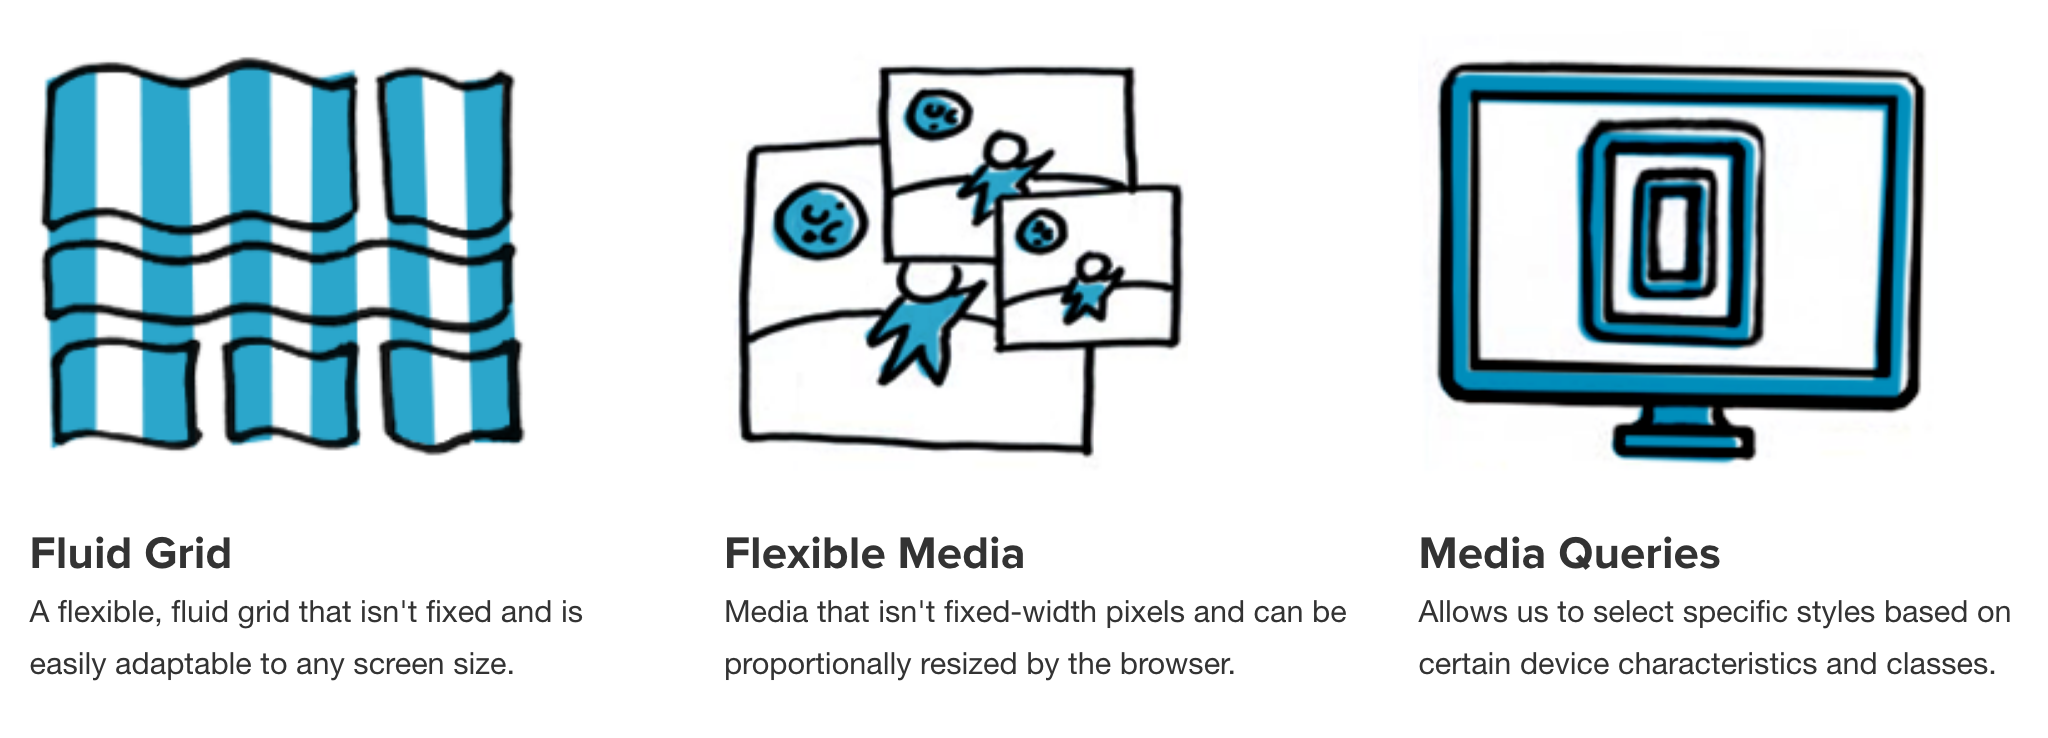 Fluid Grid
A flexible, fluid grid that isn't fixed and is
easily adaptable to any screen size.
Flexible Media
Media that isn't fixed-width pixels and can be
proportionally resized by the browser.
Media Queries
Allows us to select specific styles based on
certain device characteristics and classes.